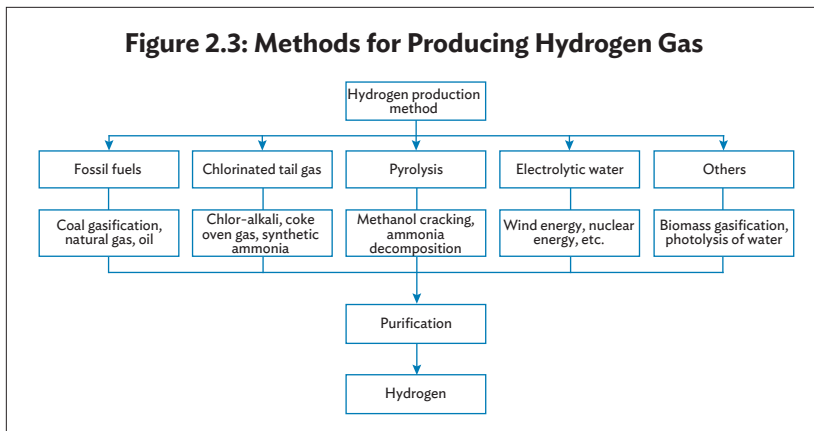 Figure 2.3: Methods for Producing Hydrogen Gas
Hydrogen production
method
Fossil fuels
Chlorinated tail gas
Pyrolysis
Electrolytic water
Others
Coal gasification,
natural gas, oil
Chlor-alkali, coke
oven gas, synthetic
ammonia
Methanol cracking,
ammonia
decomposition
Wind energy, nuclear
energy, etc.
Biomass gasification,
photolysis of water
Purification
Hydrogen